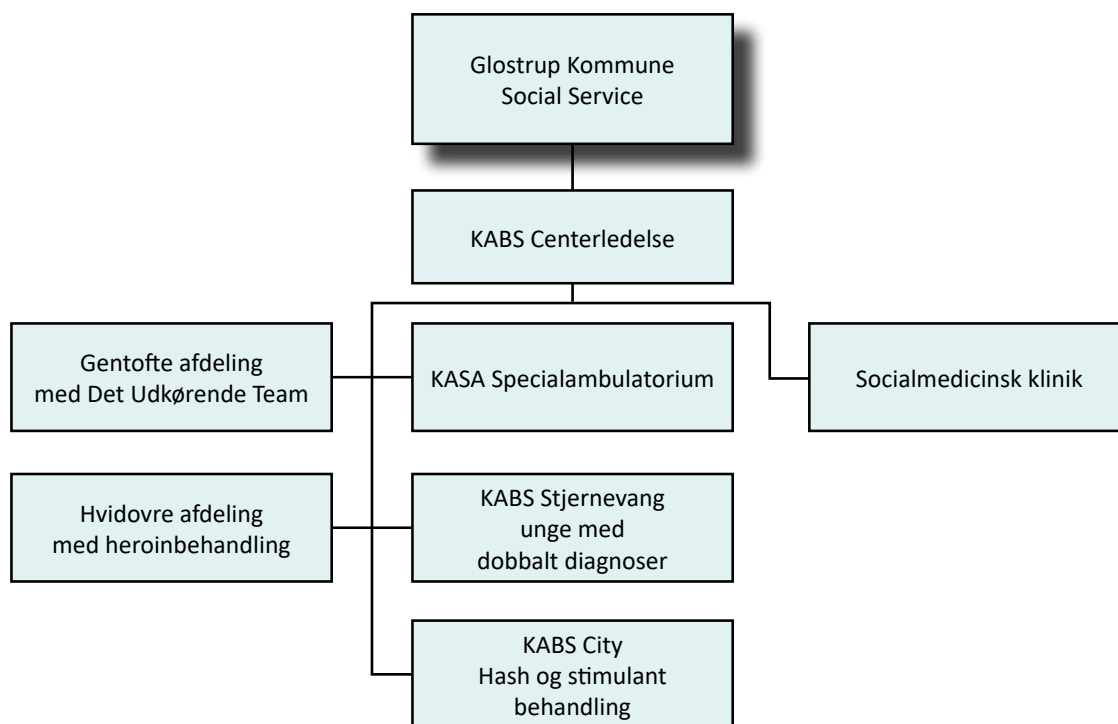 Glostrup Kommune
Social Service
KABS Centerledelse
Gentofte afdeling
med Det Udkørende Team
KASA Specialambulatorium
Socialmedicinsk klinik
Hvidovre afdeling
med heroinbehandling
KABS Stjernevang
unge med
dobbalt diagnoser
KABS City
Hash og stimulant
behandling